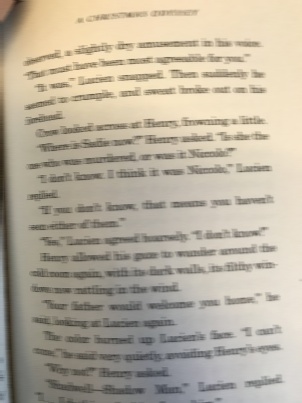 A CHRISTMAS ODYSSEY
observed, a slightly dry amusement in his voice.
"That must have been most agreeable for you."
"It was," Lucien snapped. Then suddenly he
seemed to crumple, and sweat broke out on his
forehead.
Crow looked across at Henry, frowning a little.
"Where is Sadie now?" Henry asked. "Is she the
one who was murdered, or was it Niccolo?"
"I don't know. I think it was Niccolo," Lucien
replied.
"If you don't know, that means you haven't
seen either of them."
"Yes," Lucien agreed hoarsely. "I don't know!"
Henry allowed his gaze to wander around the
cold room again, with its dark walls, its filthy win-
dows now rattling in the wind.
"Your father would welcome you home," he
said, looking at Lucien again.
The color burned up Lucien's face. "I can't
come," he said very quietly, avoiding Henry's eyes.
"Why not?" Henry asked.
"Shadwell—Shadow Man," Lucien replied.